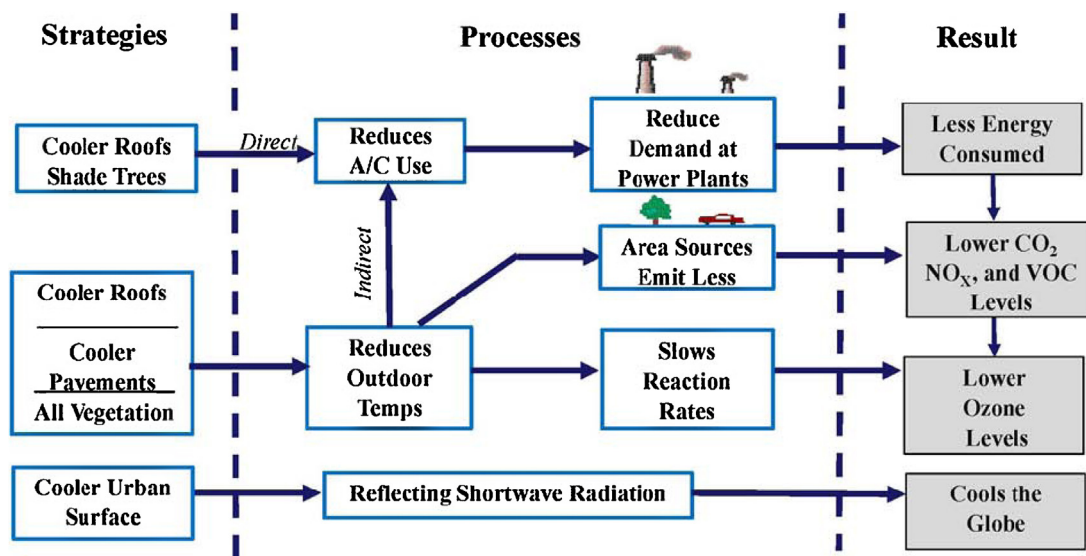 Strategies
Processes
Result
Cooler Roofs
Shade Trees
Direct
Reduces
A/C Use
Reduce
Demand at
Power Plants
Less Energy
Consumed
Indirect
Area Sources
Emit Less
Lower CO₂
NOₓ, and VOC
Levels
Cooler Roofs
Cooler
Pavements
All Vegetation
Reduces
Outdoor
Temps
Slows
Reaction
Rates
Lower
Ozone
Levels
Cooler Urban
Surface
Reflecting Shortwave Radiation
Cools the
Globe